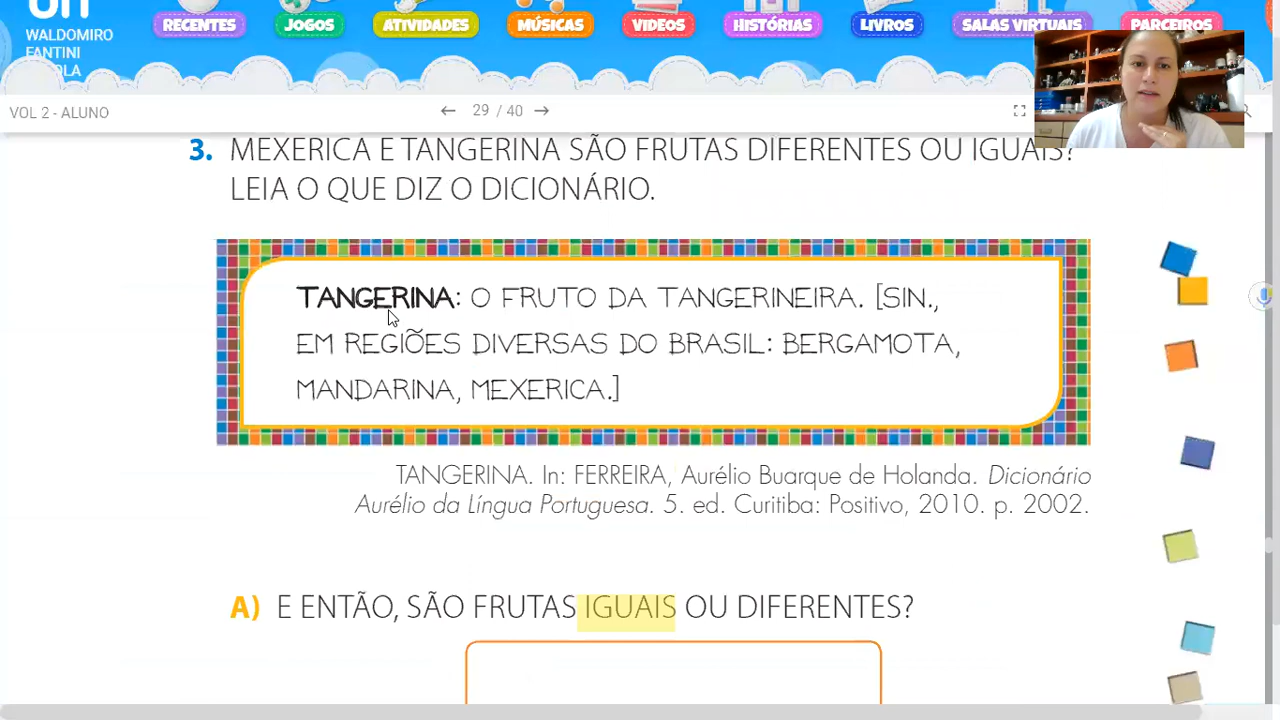 WALDOMIRO
FANTINI
RECENTES
JOGOS
ATIVIDADES
MÚSICAS
VIDEOS
HISTÓRIAS
LIVROS
SALAS VIRTUAIS
PARCEIROS
VOL 2 - ALUNO
← 29 / 40 →
3. MEXERICA E TANGERINA SÃO FRUTAS DIFERENTES OU IGUAIS?
LEIA O QUE DIZ O DICIONÁRIO.
TANGERINA: O FRUTO DA TANGERINEIRA. [SIN.,
EM REGIÕES DIVERSAS DO BRASIL: BERGAMOTA,
MANDARINA, MEXERICA.]
TANGERINA. In: FERREIRA, Aurélio Buarque de Holanda. Dicionário
Aurélio da Língua Portuguesa. 5. ed. Curitiba: Positivo, 2010. p. 2002.
A) E ENTÃO, SÃO FRUTAS IGUAIS OU DIFERENTES?